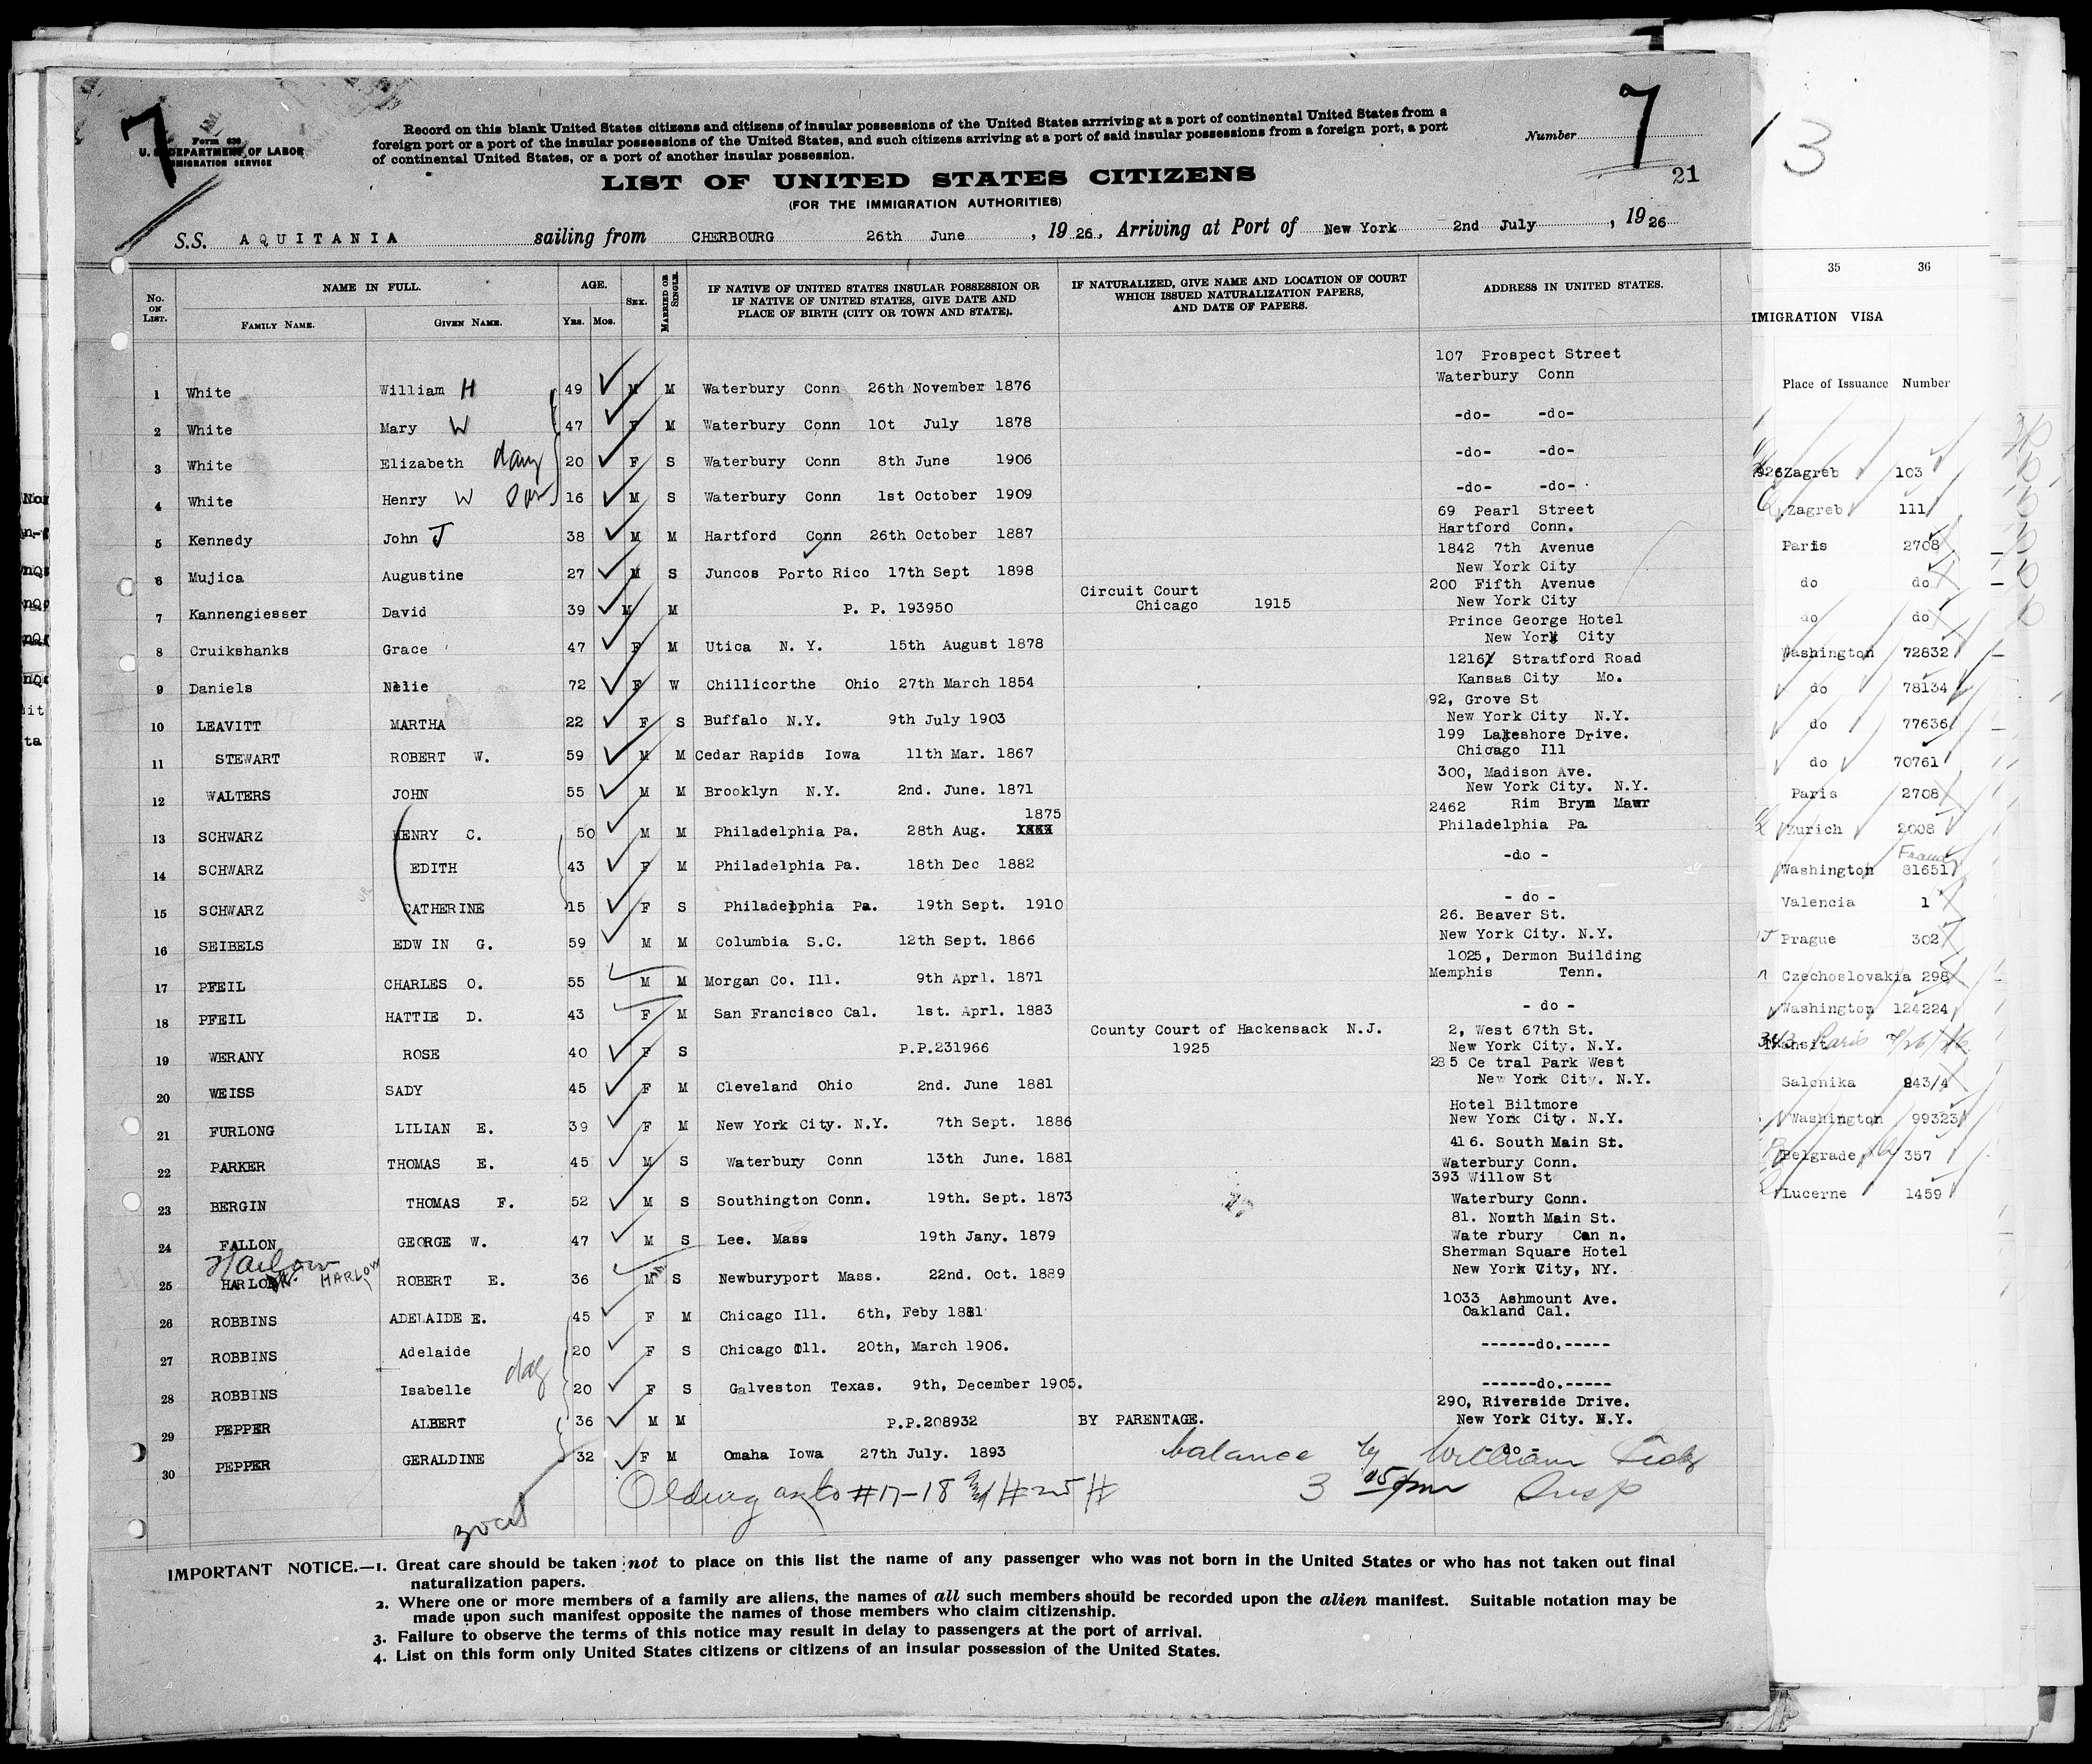 7
Form 630
U. S. DEPARTMENT OF LABOR
IMMIGRATION SERVICE
Record on this blank United States citizens and citizens of insular possessions of the United States arrriving at a port of continental United States from a
foreign port or a port of the insular possessions of the United States, and such citizens arriving at a port of said insular possessions from a foreign port, a port
of continental United States, or a port of another insular possession.
Number 7
21
LIST OF UNITED STATES CITIZENS
(FOR THE IMMIGRATION AUTHORITIES)
S.S. AQUITANIA sailing from CHERBOURG 26th June, 1926, Arriving at Port of New York 2nd July, 1926
No. ON LIST. NAME IN FULL. FAMILY NAME. GIVEN NAME. AGE. Yrs. Mos. SEX. MARRIED OR SINGLE. IF NATIVE OF UNITED STATES INSULAR POSSESSION OR IF NATIVE OF UNITED STATES, GIVE DATE AND PLACE OF BIRTH (CITY OR TOWN AND STATE). IF NATURALIZED, GIVE NAME AND LOCATION OF COURT WHICH ISSUED NATURALIZATION PAPERS, AND DATE OF PAPERS. ADDRESS IN UNITED STATES.
1 White William H 49 M M Waterbury Conn 26th November 1876 107 Prospect Street Waterbury Conn
2 White Mary W 47 F M Waterbury Conn 10t July 1878 -do- -do-
3 White Elizabeth daug 20 F S Waterbury Conn 8th June 1906 -do- -do-
4 White Henry W son 16 M S Waterbury Conn 1st October 1909 -do- -do-
5 Kennedy John J 38 M M Hartford Conn 26th October 1887 69 Pearl Street Hartford Conn.
6 Mujica Augustine 27 M S Juncos Porto Rico 17th Sept 1898 1842 7th Avenue New York City
7 Kannengiesser David 39 M M P. P. 193950 Circuit Court Chicago 1915 200 Fifth Avenue New York City
8 Cruikshanks Grace 47 F M Utica N. Y. 15th August 1878 Prince George Hotel New York City
9 Daniels Nelie 72 F W Chillicorthe Ohio 27th March 1854 1216 Stratford Road Kansas City Mo.
10 LEAVITT MARTHA 22 F S Buffalo N.Y. 9th July 1903 92, Grove St New York City N.Y.
11 STEWART ROBERT W. 59 M M Cedar Rapids Iowa 11th Mar. 1867 199 Lakeshore Drive. Chicago Ill
12 WALTERS JOHN 55 M M Brooklyn N.Y. 2nd. June. 1871 300, Madison Ave. New York City. N.Y.
13 SCHWARZ HENRY C. 50 M M Philadelphia Pa. 28th Aug. 1875 2462 Rim Brym Mawr Philadelphia Pa
14 SCHWARZ EDITH 43 F M Philadelphia Pa. 18th Dec 1882 -do -
15 SCHWARZ CATHERINE 15 F S Philadelphia Pa. 19th Sept. 1910 - do -
16 SEIBELS EDWIN G. 59 M M Columbia S.C. 12th Sept. 1866 26. Beaver St. New York City. N.Y.
17 PFEIL CHARLES O. 55 M M Morgan Co. Ill. 9th Aprl. 1871 1025, Dermon Building Memphis Tenn.
18 PFEIL HATTIE D. 43 F M San Francisco Cal. 1st. Aprl. 1883 - do -
19 WERANY ROSE 40 F S P.P.231966 County Court of Hackensack N.J. 1925 2, West 67th St. New York City. N.Y.
20 WEISS SADY 45 F M Cleveland Ohio 2nd. June 1881 285 Ce tral Park West New York City. N.Y.
21 FURLONG LILIAN E. 39 F M New York City. N.Y. 7th Sept. 1886 Hotel Biltmore New York City. N.Y.
22 PARKER THOMAS E. 45 M S Waterbury Conn 13th June. 1881 416. South Main St. Waterbury Conn.
23 BERGIN THOMAS F. 52 M S Southington Conn. 19th. Sept. 1873 393 Willow St Waterbury Conn.
24 FALLON GEORGE W. 47 M S Lee. Mass 19th Jany. 1879 81. North Main St. Wate rbury Con n.
Harlow
25 HARLOW HARLOW ROBERT E. 36 M S Newburyport Mass. 22nd. Oct. 1889 Sherman Square Hotel New York City, NY.
26 ROBBINS ADELAIDE E. 45 F M Chicago Ill. 6th, Feby 1881 1033 Ashmount Ave. Oakland Cal.
27 ROBBINS Adelaide 20 F S Chicago Ill. 20th, March 1906. ------do.-----
28 ROBBINS Isabelle dag 20 F S Galveston Texas. 9th, December 1905. ------do.-----
29 PEPPER ALBERT 36 M M P.P.208932 BY PARENTAGE. 290, Riverside Drive. New York City. N.Y.
30 PEPPER GERALDINE 32 F M Omaha Iowa 27th July. 1893 - do -
balance by William
#17-18 #25 #
3 05 pm Insp
IMPORTANT NOTICE.—1. Great care should be taken not to place on this list the name of any passenger who was not born in the United States or who has not taken out final
naturalization papers.
2. Where one or more members of a family are aliens, the names of all such members should be recorded upon the alien manifest. Suitable notation may be
made upon such manifest opposite the names of those members who claim citizenship.
3. Failure to observe the terms of this notice may result in delay to passengers at the port of arrival.
4. List on this form only United States citizens or citizens of an insular possession of the United States.
13
35 36
IMMIGRATION VISA
Place of Issuance Number
Zagreb 103
Zagreb 111
Paris 2708
do do
do do
Washington 72832
do 78134
do 77636
do 70761
Paris 2708
Zurich 2008
Washington 81651
Valencia 1
Prague 302
Czechoslovakia 298
Washington 124224
Transit Paris
Salonika 243/4
Washington 99323
Belgrade 357
Lucerne 1459